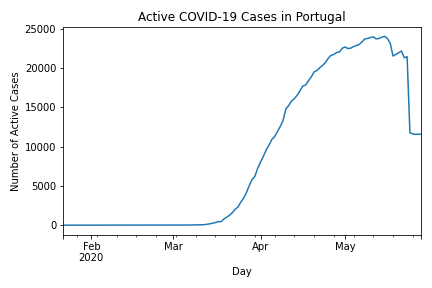 Active COVID-19 Cases in Portugal
25000
20000
15000
10000
5000
0
Number of Active Cases
Feb
2020
Mar
Apr
May
Day